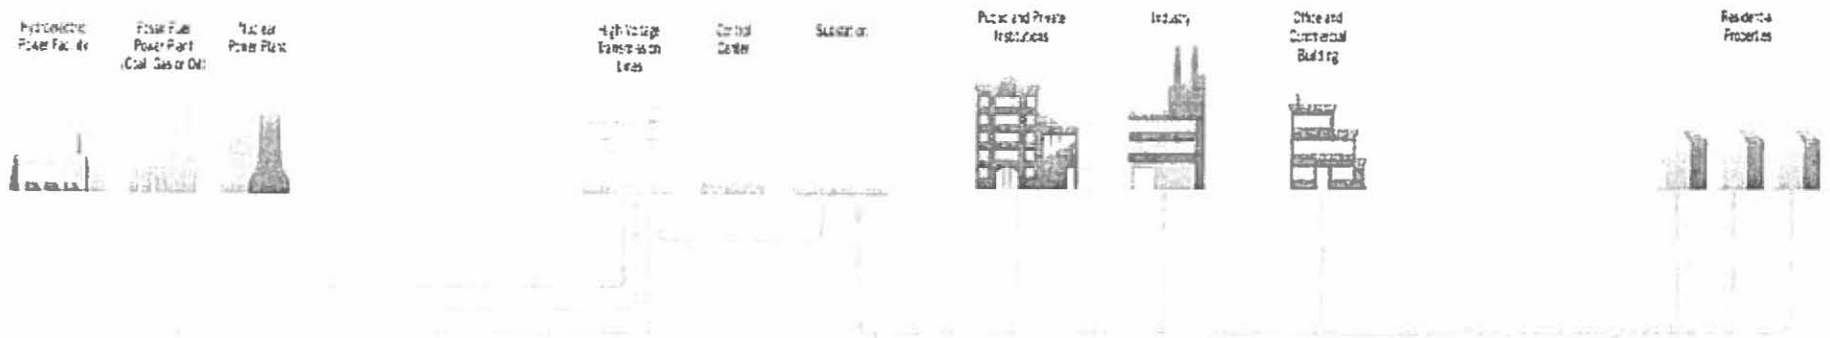 Hydroelectric
Power Facility
Fossil Fuel
Power Plant
(Coal, Gas or Oil)
Nuclear
Power Plant
High Voltage
Transmission
Lines
Control
Center
Substation
Public and Private
Institutions
Industry
Office and
Commercial
Building
Residential
Properties